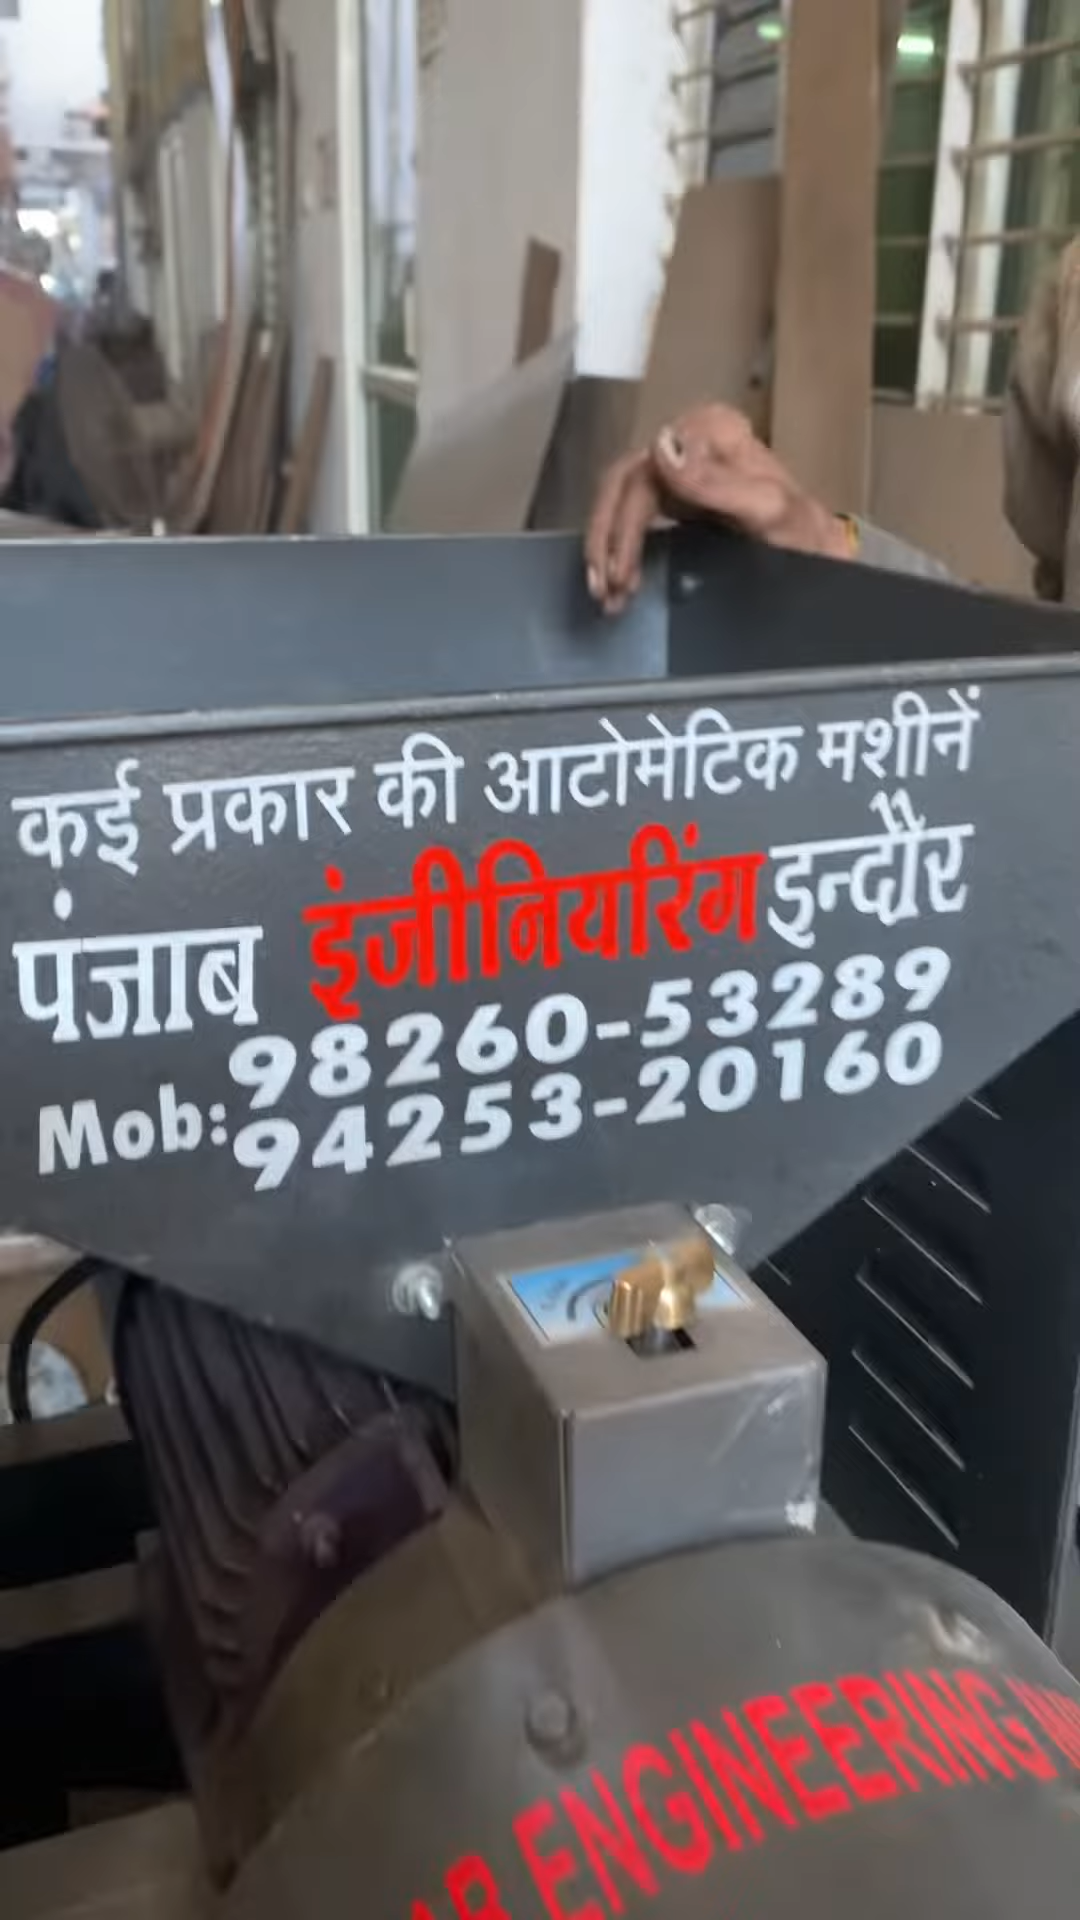 कई प्रकार की आटोमेटिक मशीनें
पंजाब इंजीनियरिंग इन्दौर
Mob: 98260-53289
94253-20160
ENGINEERING